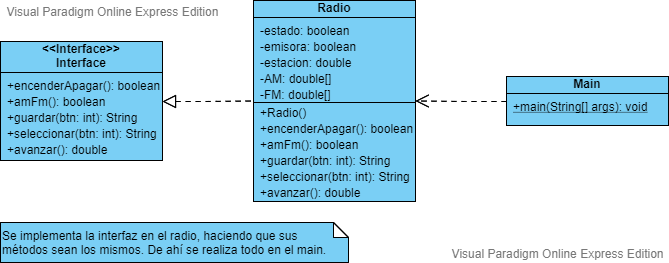 Visual Paradigm Online Express Edition
<<Interface>>
Interface
+encenderApagar(): boolean
+amFm(): boolean
+guardar(btn: int): String
+seleccionar(btn: int): String
+avanzar(): double
Radio
-estado: boolean
-emisora: boolean
-estacion: double
-AM: double[]
-FM: double[]
+Radio()
+encenderApagar(): boolean
+amFm(): boolean
+guardar(btn: int): String
+seleccionar(btn: int): String
+avanzar(): double
Main
+main(String[] args): void
Se implementa la interfaz en el radio, haciendo que sus
métodos sean los mismos. De ahí se realiza todo en el main.
Visual Paradigm Online Express Edition